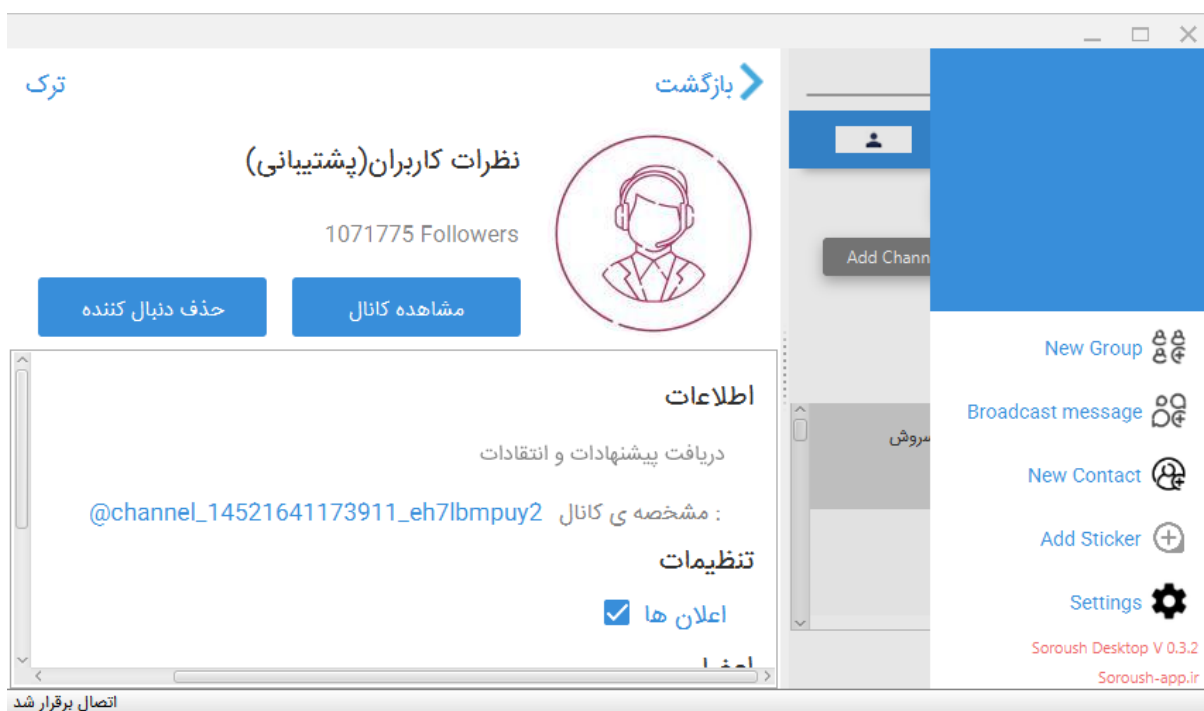 بازگشت
ترک
نظرات کاربران(پشتیبانی)
1071775 Followers
مشاهده کانال
حذف دنبال کننده
اطلاعات
دریافت پیشنهادات و انتقادات
: مشخصه ی کانال @channel_14521641173911_eh7lbmpuy2
تنظیمات
اعلان ها
اتصال برقرار شد
Add Chann
سروش
New Group
Broadcast message
New Contact
Add Sticker
Settings
Soroush Desktop V 0.3.2
Soroush-app.ir